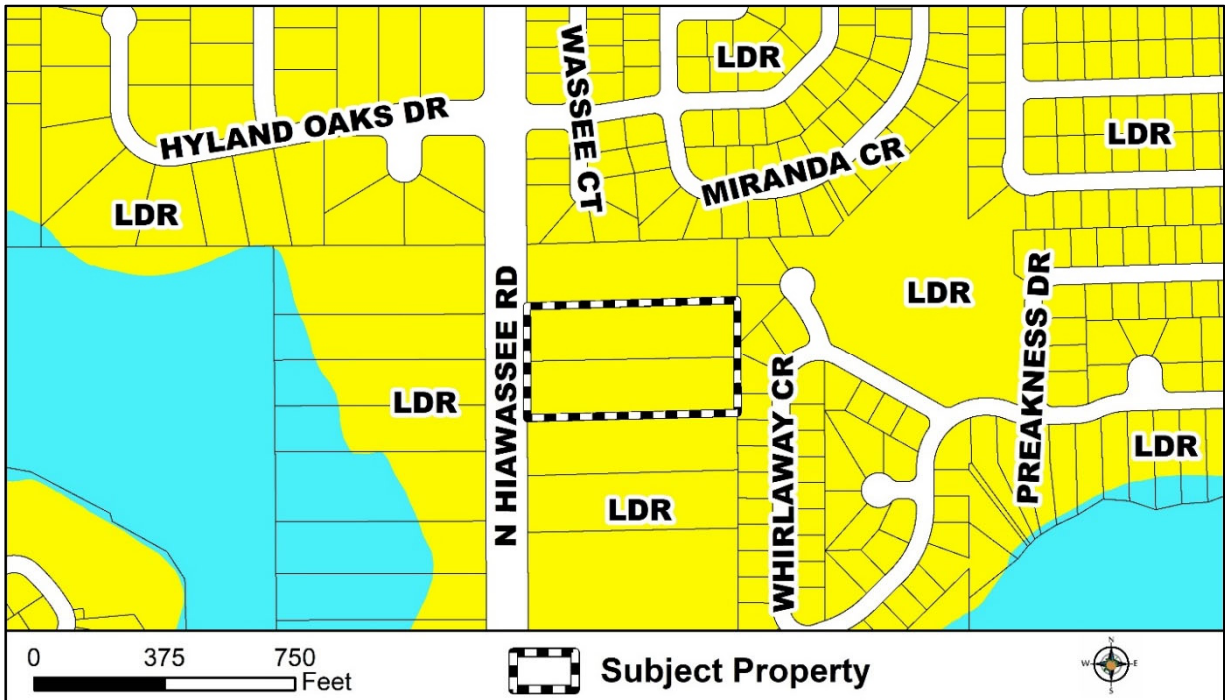 WASSEE CT
LDR
HYLAND OAKS DR
LDR
MIRANDA CR
LDR
LDR
PREAKNESS DR
N HIAWASSEE RD
WHIRLAWAY CR
LDR
LDR
LDR
0 375 750
Feet
Subject Property
N
W E
S